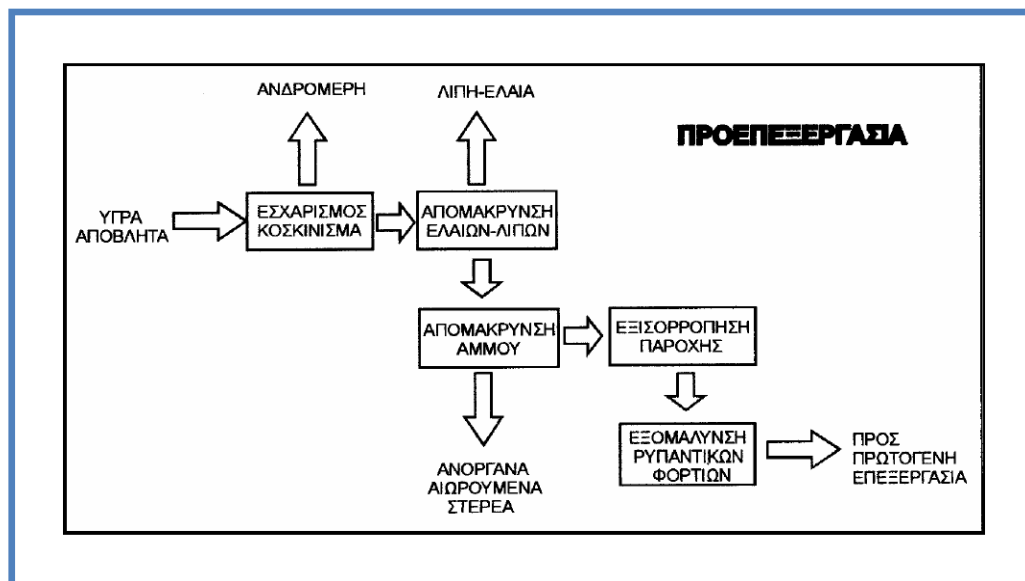 ΑΝΔΡΟΜΕΡΗ
ΛΙΠΗ-ΕΛΑΙΑ
ΠΡΟΕΠΕΞΕΡΓΑΣΙΑ
ΥΓΡΑ
ΑΠΟΒΛΗΤΑ
ΕΣΧΑΡΙΣΜΟΣ
ΚΟΣΚΙΝΙΣΜΑ
ΑΠΟΜΑΚΡΥΝΣΗ
ΕΛΑΙΩΝ-ΛΙΠΩΝ
ΑΠΟΜΑΚΡΥΝΣΗ
ΑΜΜΟΥ
ΕΞΙΣΟΡΡΟΠΗΣΗ
ΠΑΡΟΧΗΣ
ΑΝΟΡΓΑΝΑ
ΑΙΩΡΟΥΜΕΝΑ
ΣΤΕΡΕΑ
ΕΞΟΜΑΛΥΝΣΗ
ΡΥΠΑΝΤΙΚΩΝ
ΦΟΡΤΙΩΝ
ΠΡΟΣ
ΠΡΩΤΟΓΕΝΗ
ΕΠΕΞΕΡΓΑΣΙΑ